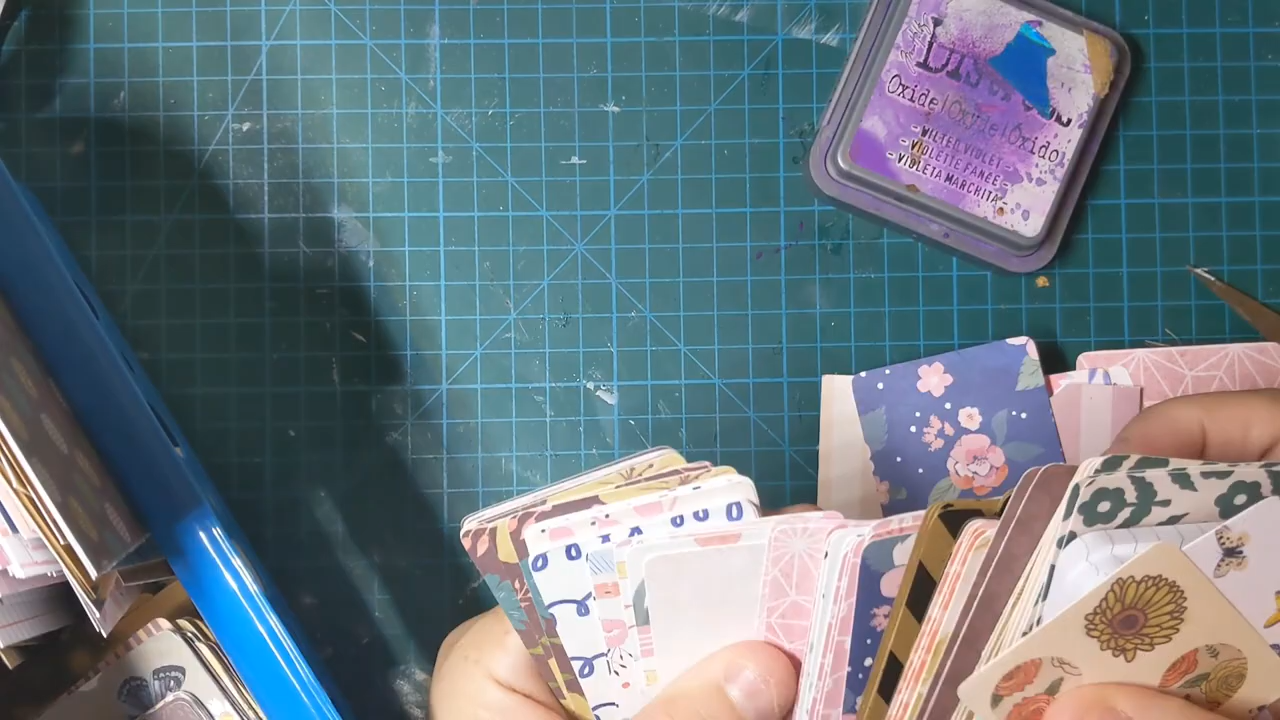 Oxide|Oxyde|Óxido
- WILTED VIOLET -
- VIOLETTE FANÉE -
- VIOLETA MARCHITA -